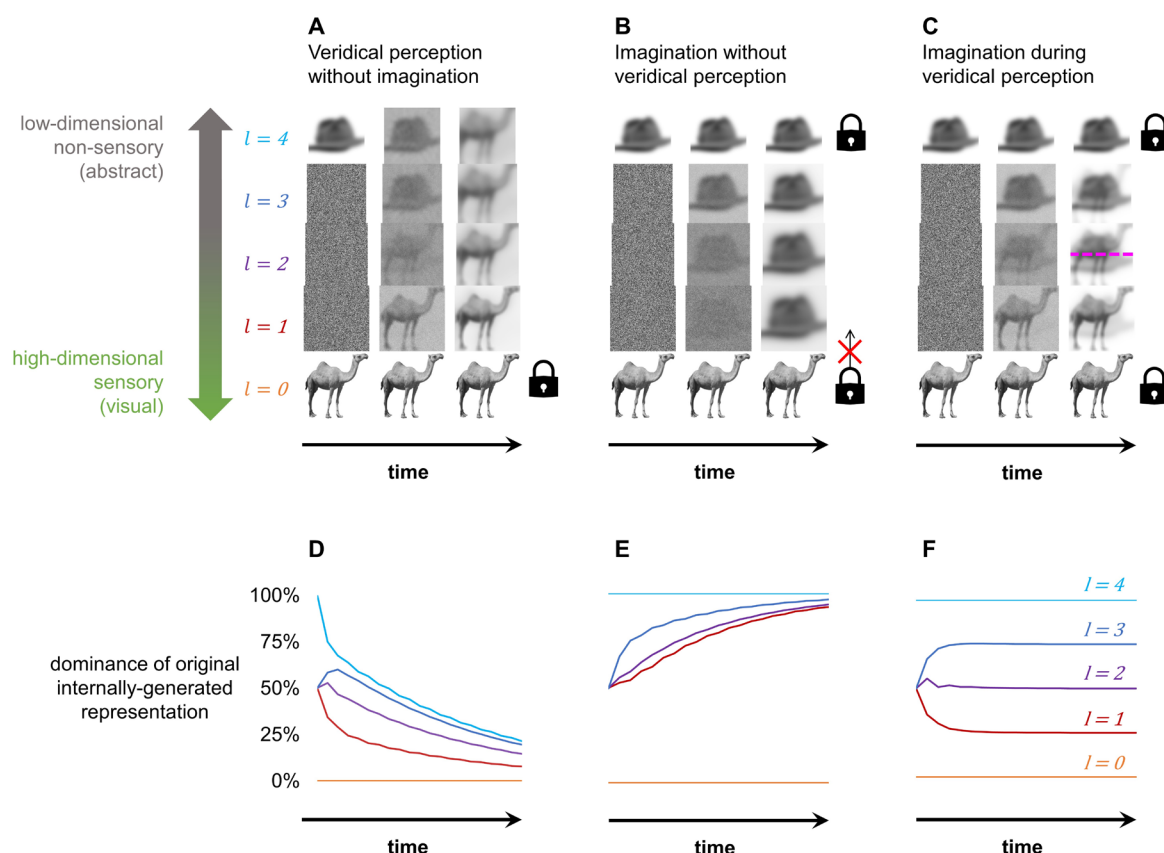 A
Veridical perception
without imagination
B
Imagination without
veridical perception
C
Imagination during
veridical perception
low-dimensional
non-sensory
(abstract)
high-dimensional
sensory
(visual)
l = 4
l = 3
l = 2
l = 1
l = 0
time
time
time
D
E
F
dominance of original
internally-generated
representation
100%
75%
50%
25%
0%
l = 4
l = 3
l = 2
l = 1
l = 0
time
time
time